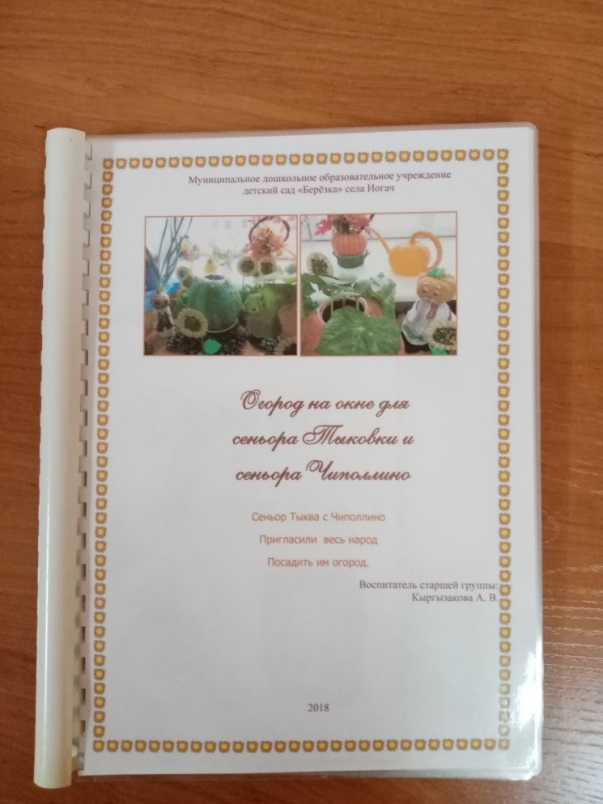 Муниципальное дошкольное образовательное учреждение
детский сад «Берёзка» села Иогач
Огород на окне для
сеньора Тыковки и
сеньора Чиполлино
Сеньор Тыква с Чиполлино
Пригласили весь народ
Посадить им огород.
Воспитатель старшей группы:
Кыргызакова А. В.
2018